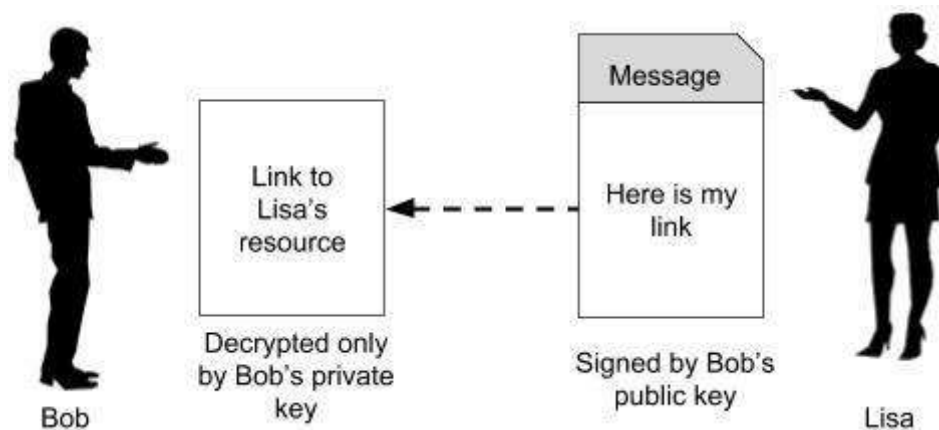 Message
Link to
Lisa's
resource
Here is my
link
Decrypted only
by Bob's private
key
Signed by Bob's
public key
Bob
Lisa